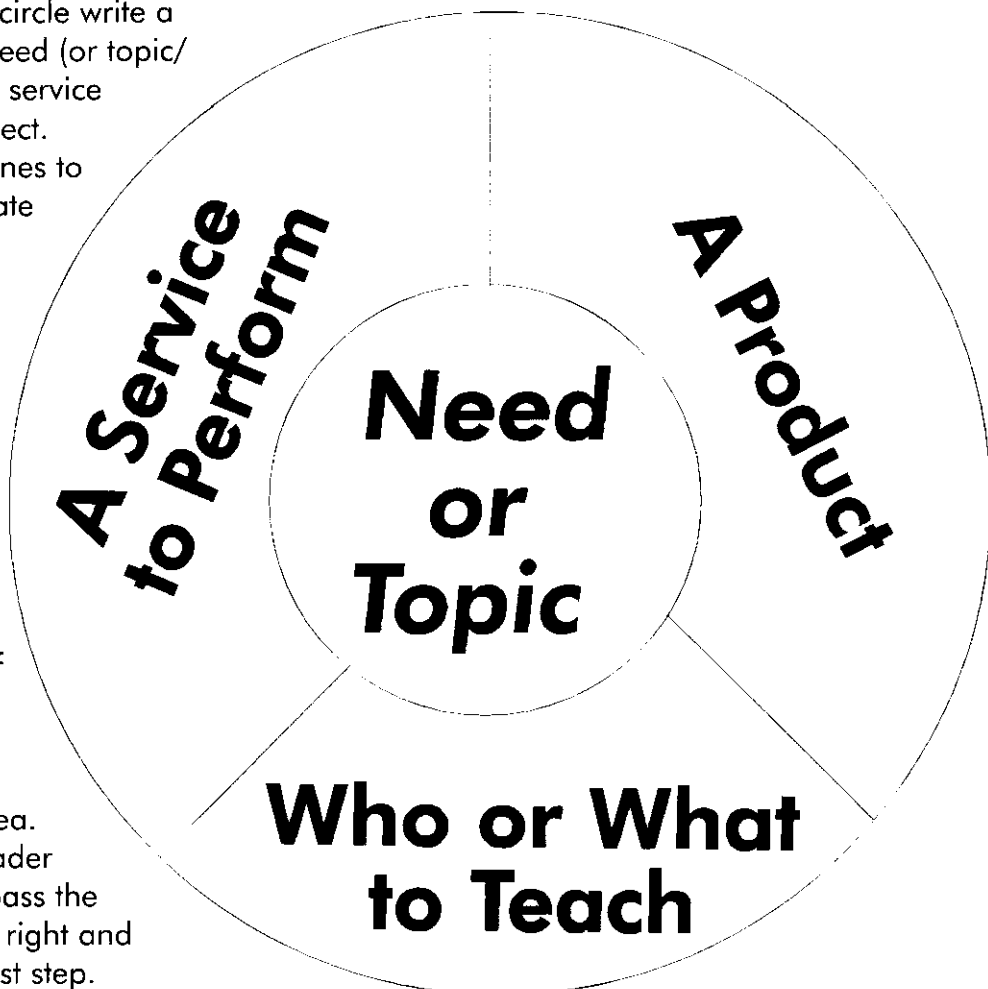 circle write a
eed (or topic/
service
ect.
nes to
ate
A Service
to Perform
A Product
Need
or
Topic
Who or What
to Teach
ea.
ader
ass the
right and
st step.